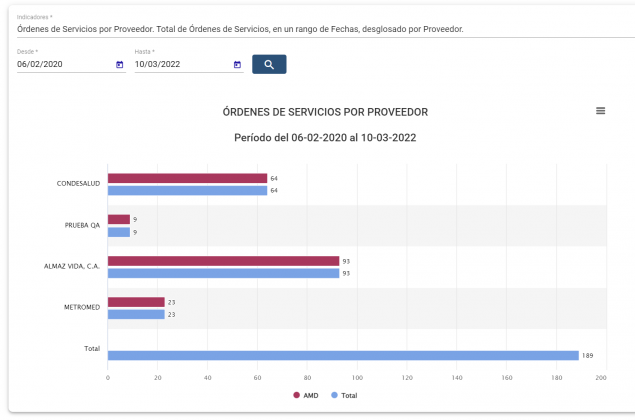 Indicadores *
Órdenes de Servicios por Proveedor. Total de Órdenes de Servicios, en un rango de Fechas, desglosado por Proveedor.
Desde * Hasta *
06/02/2020 10/03/2022
ÓRDENES DE SERVICIOS POR PROVEEDOR
Período del 06-02-2020 al 10-03-2022
CONDESALUD 64
64
PRUEBA QA 9
9
ALMAZ VIDA, C.A. 93
93
METROMED 23
23
Total 189
0 20 40 60 80 100 120 140 160 180 200
AMD Total